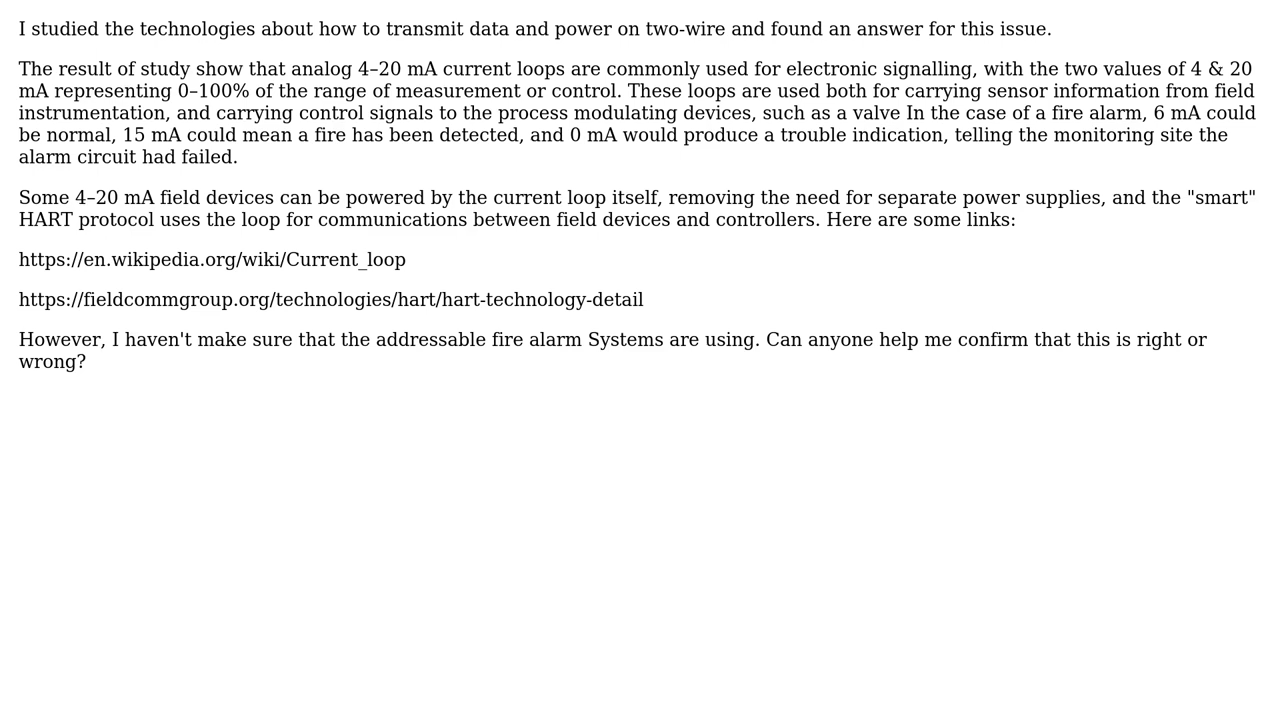 I studied the technologies about how to transmit data and power on two-wire and found an answer for this issue.
The result of study show that analog 4–20 mA current loops are commonly used for electronic signalling, with the two values of 4 & 20
mA representing 0–100% of the range of measurement or control. These loops are used both for carrying sensor information from field
instrumentation, and carrying control signals to the process modulating devices, such as a valve In the case of a fire alarm, 6 mA could
be normal, 15 mA could mean a fire has been detected, and 0 mA would produce a trouble indication, telling the monitoring site the
alarm circuit had failed.
Some 4–20 mA field devices can be powered by the current loop itself, removing the need for separate power supplies, and the "smart"
HART protocol uses the loop for communications between field devices and controllers. Here are some links:
https://en.wikipedia.org/wiki/Current_loop
https://fieldcommgroup.org/technologies/hart/hart-technology-detail
However, I haven't make sure that the addressable fire alarm Systems are using. Can anyone help me confirm that this is right or
wrong?